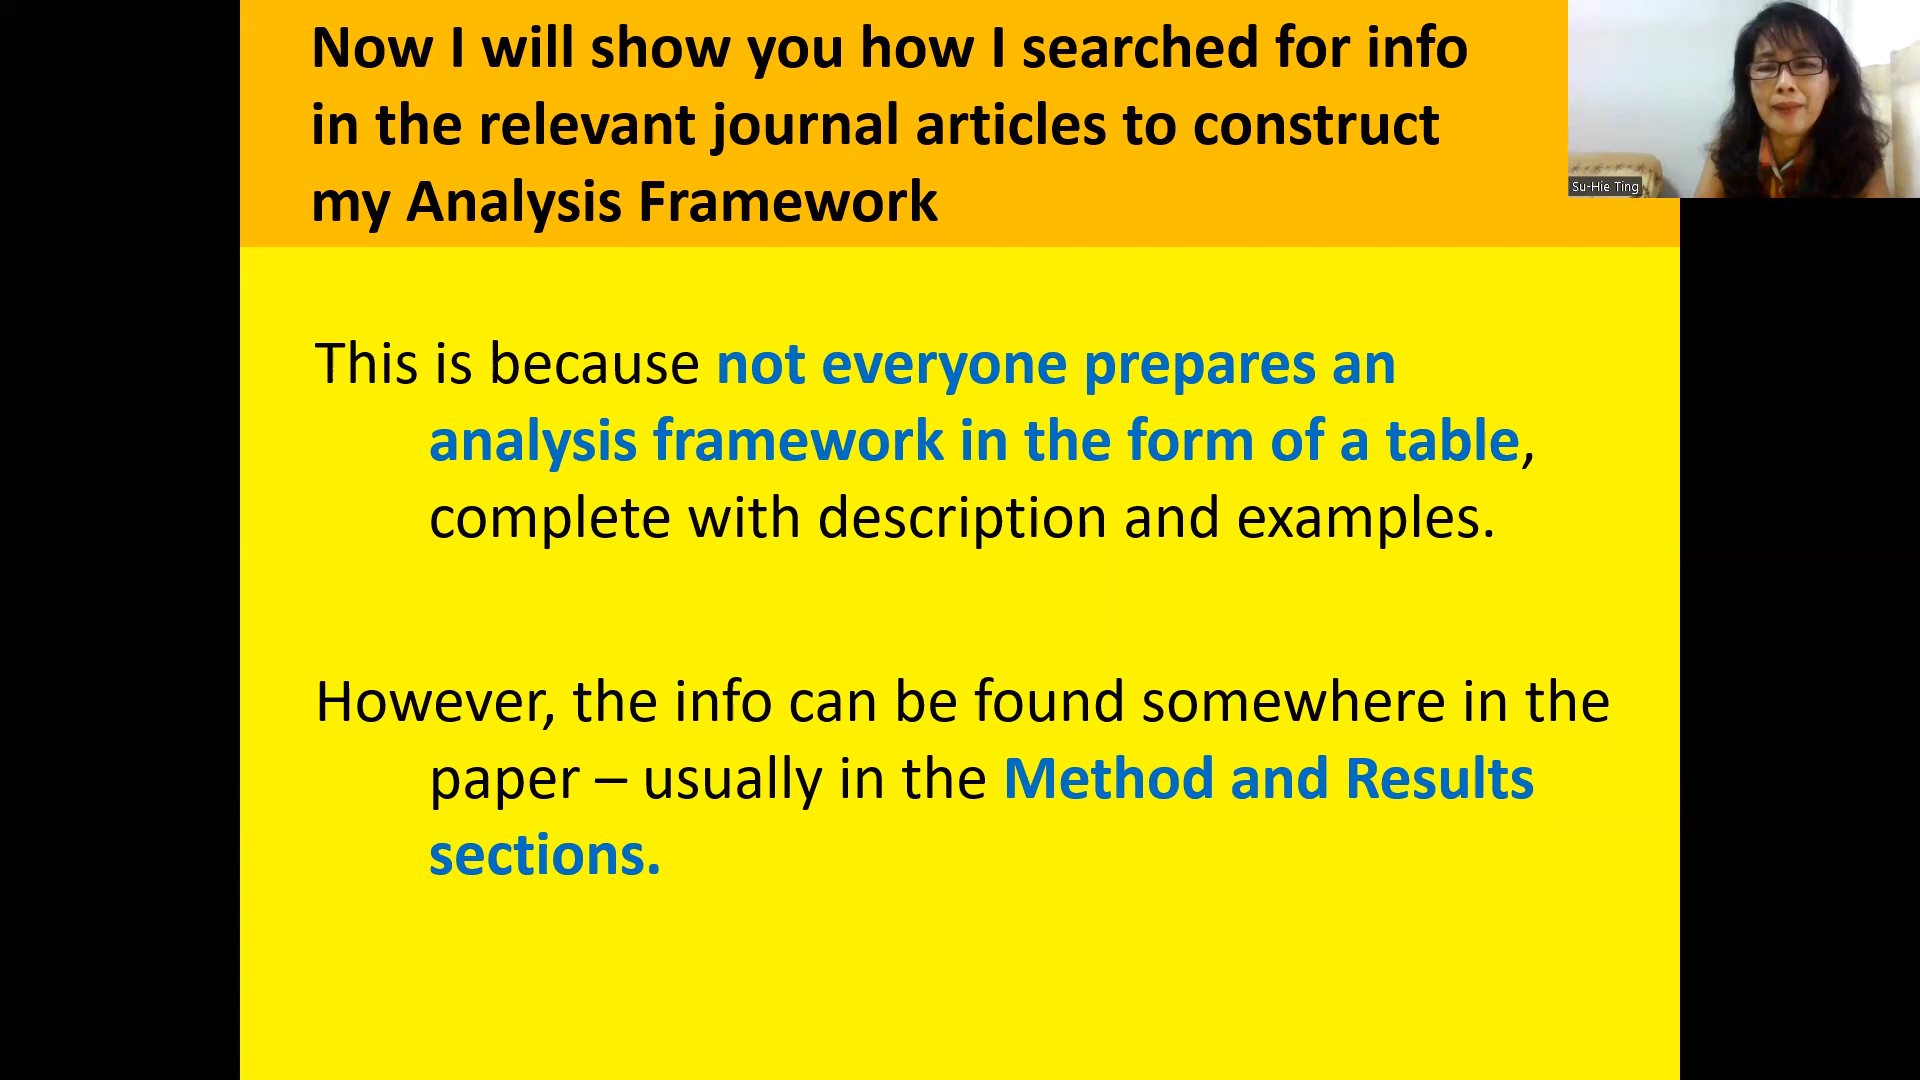 Now I will show you how I searched for info
in the relevant journal articles to construct
my Analysis Framework
Su-Hie Ting
This is because not everyone prepares an
analysis framework in the form of a table,
complete with description and examples.
However, the info can be found somewhere in the
paper – usually in the Method and Results
sections.